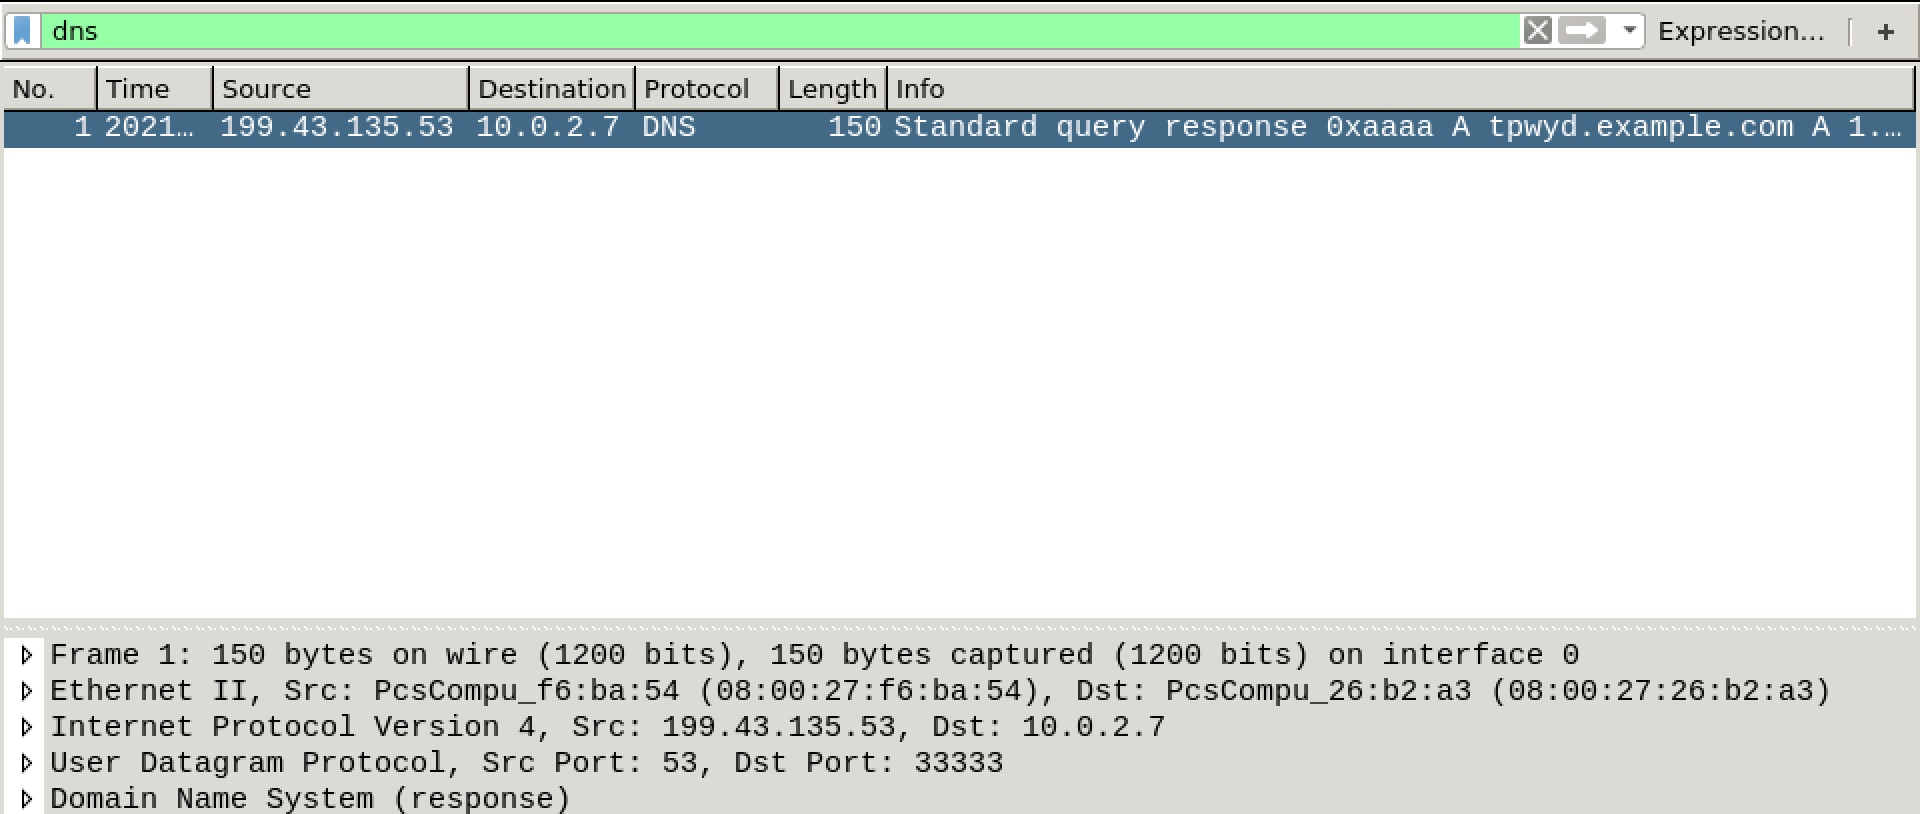 dns Expression… +
No. Time Source Destination Protocol Length Info
1 2021… 199.43.135.53 10.0.2.7 DNS 150 Standard query response 0xaaaa A tpwyd.example.com A 1.…
Frame 1: 150 bytes on wire (1200 bits), 150 bytes captured (1200 bits) on interface 0
Ethernet II, Src: PcsCompu_f6:ba:54 (08:00:27:f6:ba:54), Dst: PcsCompu_26:b2:a3 (08:00:27:26:b2:a3)
Internet Protocol Version 4, Src: 199.43.135.53, Dst: 10.0.2.7
User Datagram Protocol, Src Port: 53, Dst Port: 33333
Domain Name System (response)